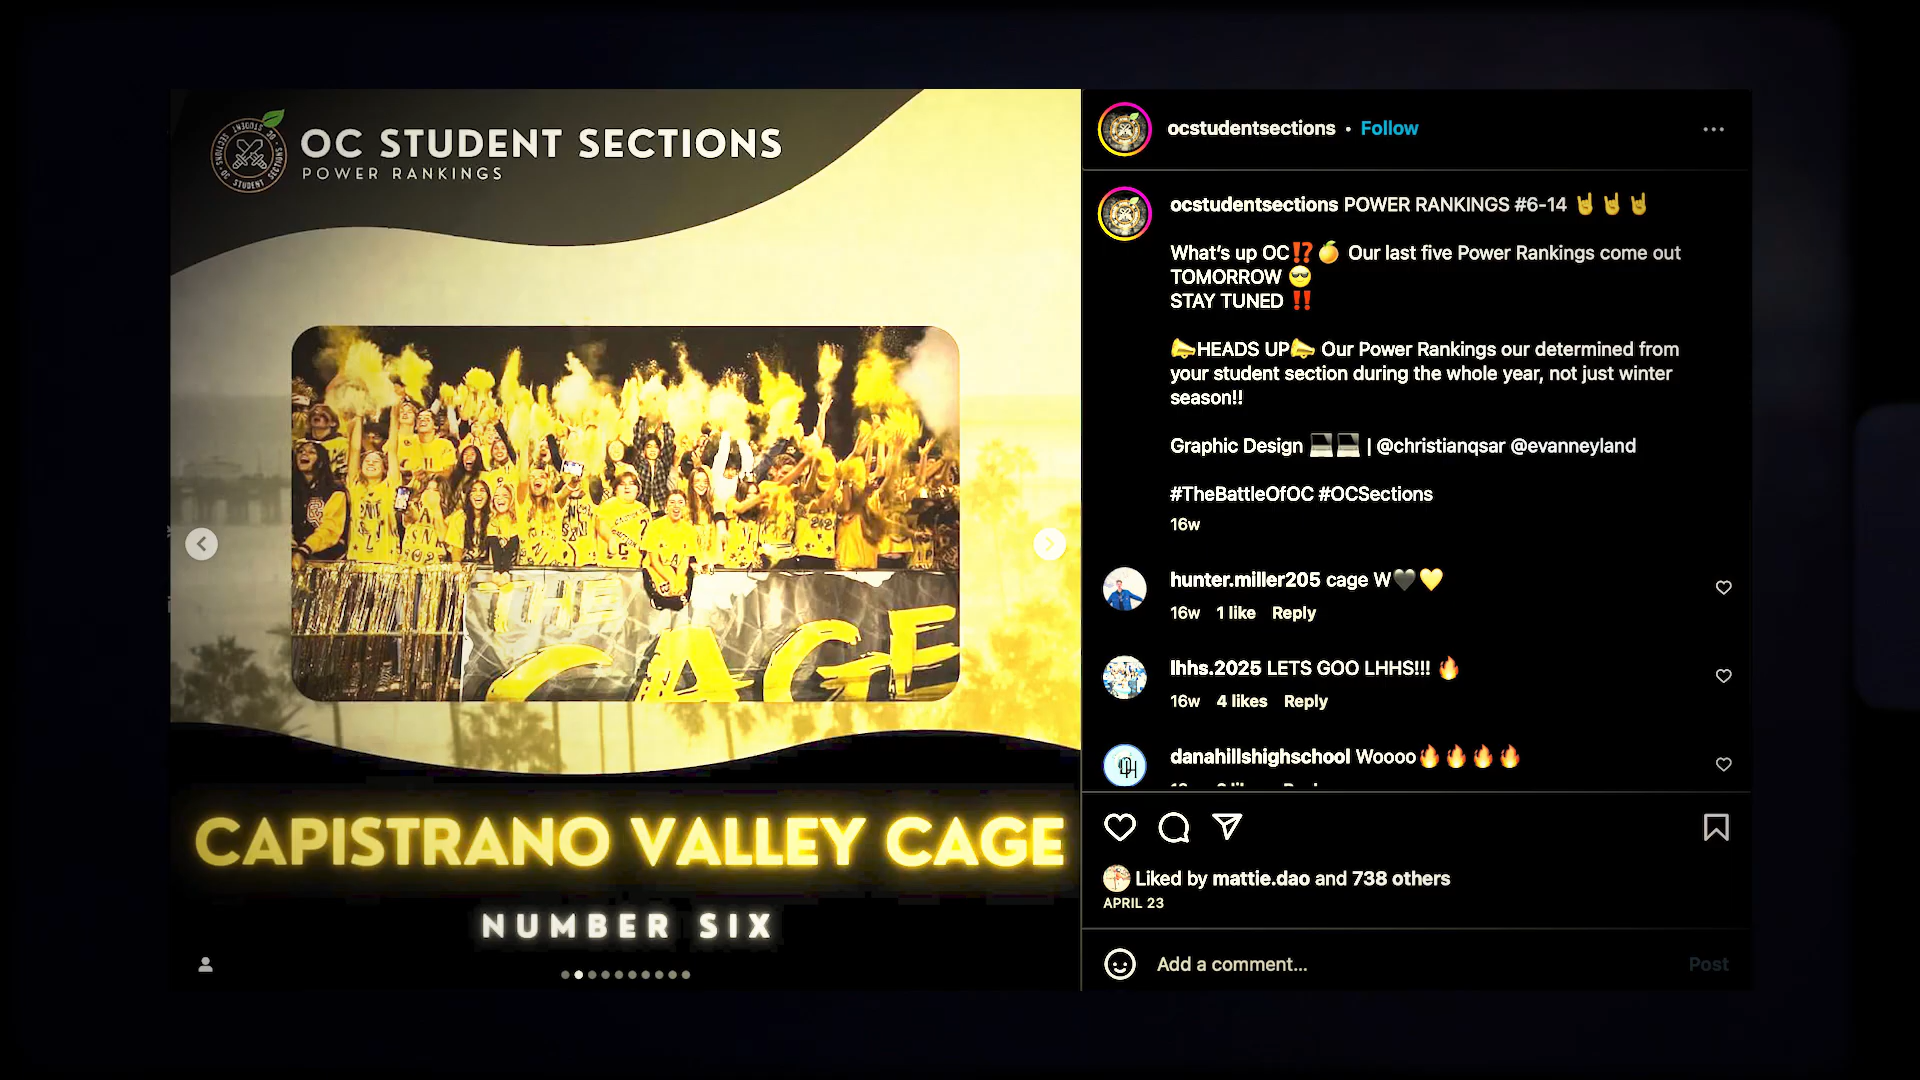 OC STUDENT SECTIONS
POWER RANKINGS
THE
CAGE
CAPISTRANO VALLEY CAGE
NUMBER SIX
ocstudentsections • Follow
ocstudentsections POWER RANKINGS #6-14 🤘🤘🤘
What's up OC⁉️🍊 Our last five Power Rankings come out
TOMORROW 😎
STAY TUNED ‼️
📣HEADS UP📣 Our Power Rankings our determined from
your student section during the whole year, not just winter
season!!
Graphic Design 💻💻 | @christianqsar @evanneyland
#TheBattleOfOC #OCSections
16w
hunter.miller205 cage W🖤💛
16w 1 like Reply
lhhs.2025 LETS GOO LHHS!!! 🔥
16w 4 likes Reply
danahillshighschool Woooo🔥🔥🔥🔥
Liked by mattie.dao and 738 others
APRIL 23
Add a comment...
Post